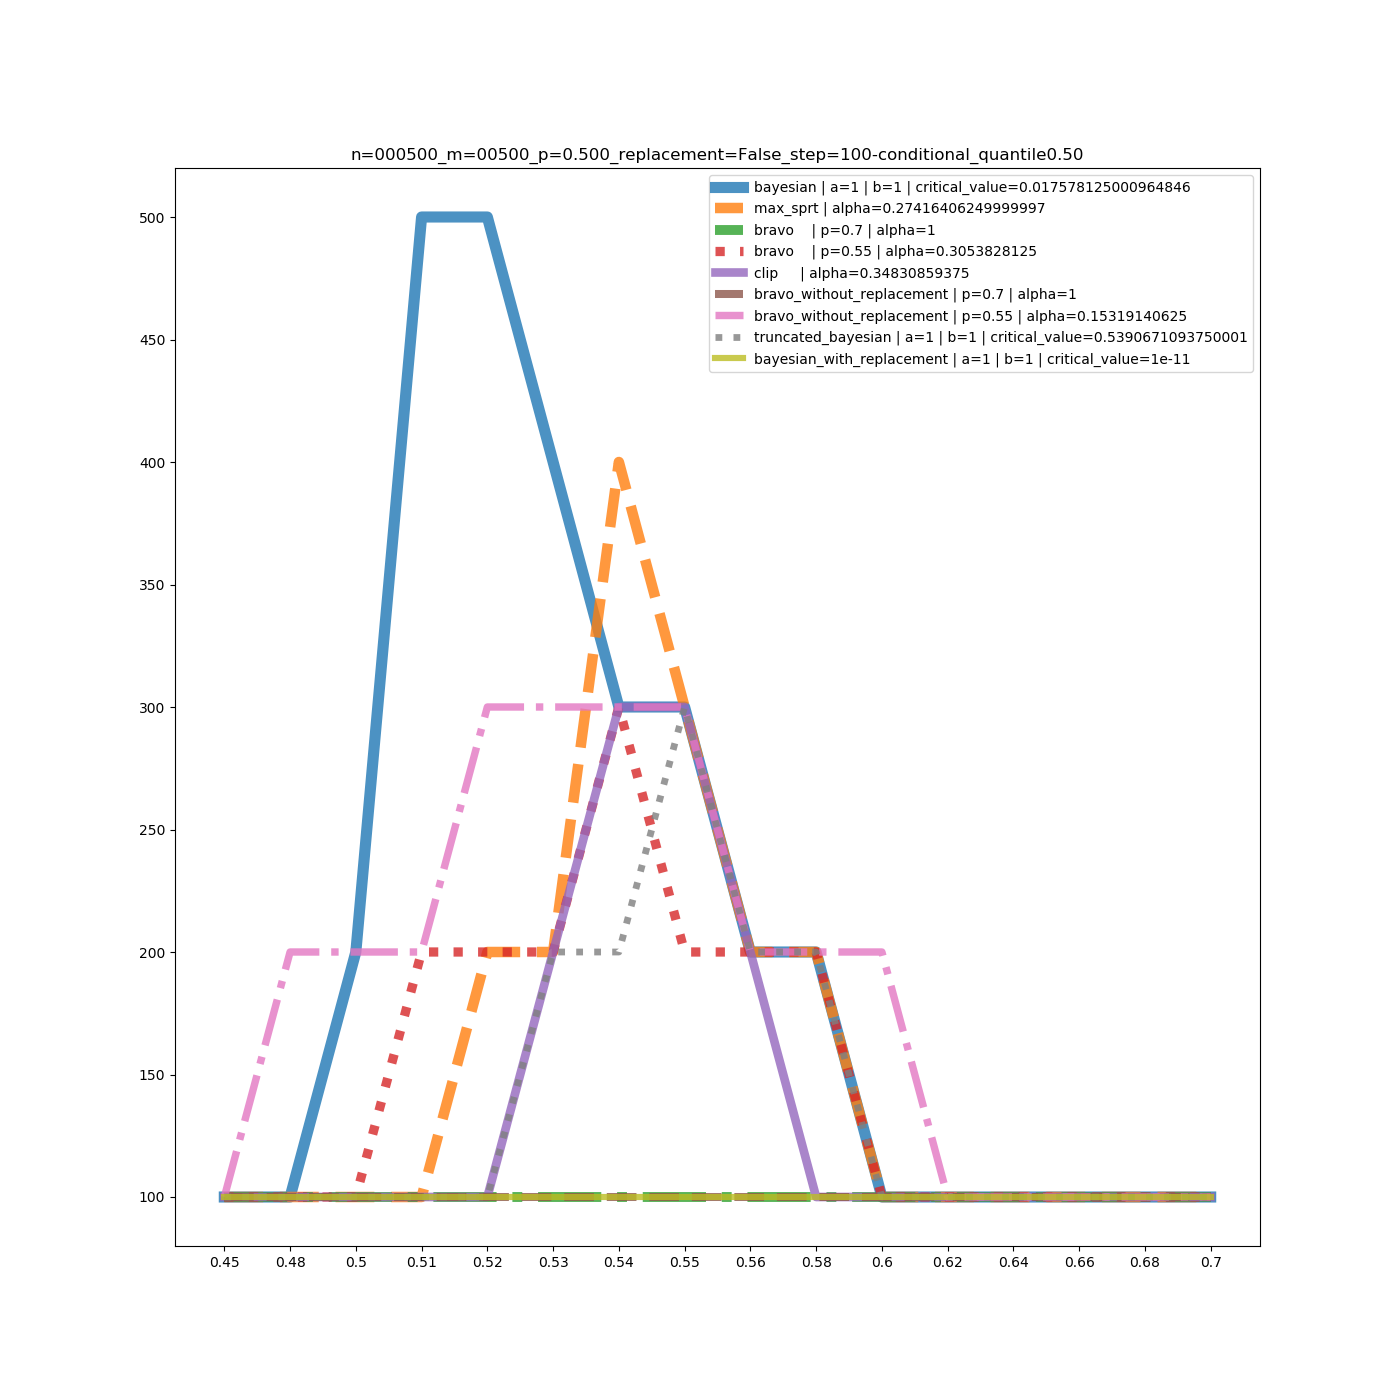 n=000500_m=00500_p=0.500_replacement=False_step=100-conditional_quantile0.50
bayesian | a=1 | b=1 | critical_value=0.017578125000964846
max_sprt | alpha=0.27416406249999997
bravo    | p=0.7 | alpha=1
bravo    | p=0.55 | alpha=0.3053828125
clip     | alpha=0.34830859375
bravo_without_replacement | p=0.7 | alpha=1
bravo_without_replacement | p=0.55 | alpha=0.15319140625
truncated_bayesian | a=1 | b=1 | critical_value=0.5390671093750001
bayesian_with_replacement | a=1 | b=1 | critical_value=1e-11
500
450
400
350
300
250
200
150
100
0.45 0.48 0.5 0.51 0.52 0.53 0.54 0.55 0.56 0.58 0.6 0.62 0.64 0.66 0.68 0.7